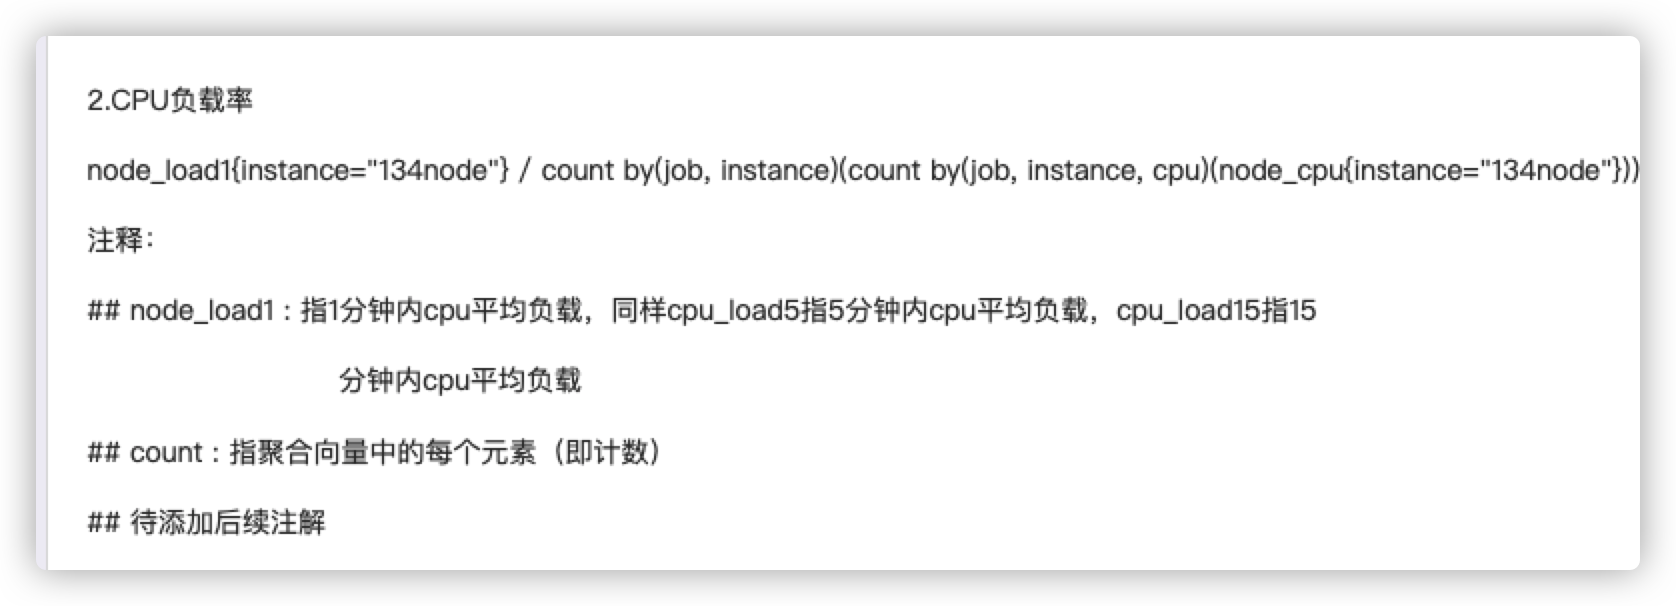 2.CPU负载率
node_load1{instance="134node"} / count by(job, instance)(count by(job, instance, cpu)(node_cpu{instance="134node"}))
注释：
## node_load1 : 指1分钟内cpu平均负载，同样cpu_load5指5分钟内cpu平均负载，cpu_load15指15
分钟内cpu平均负载
## count : 指聚合向量中的每个元素（即计数）
## 待添加后续注解